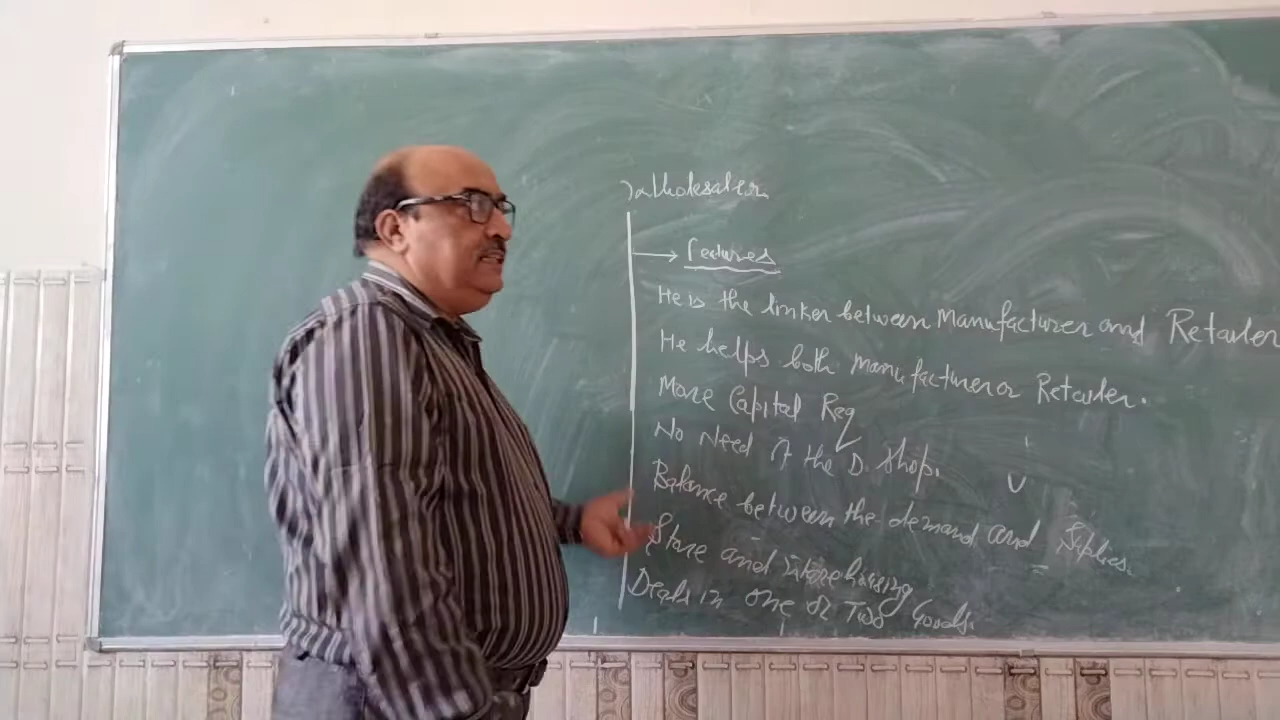 Wholesaler
Features
He is the linker between Manufacturer and Retailer
He helps both manufacturer or Retailer.
More Capital Req
No Need of the D. Shop.
Balance between the demand and Supplies.
Store and warehousing
Deals in one or Two Goods.